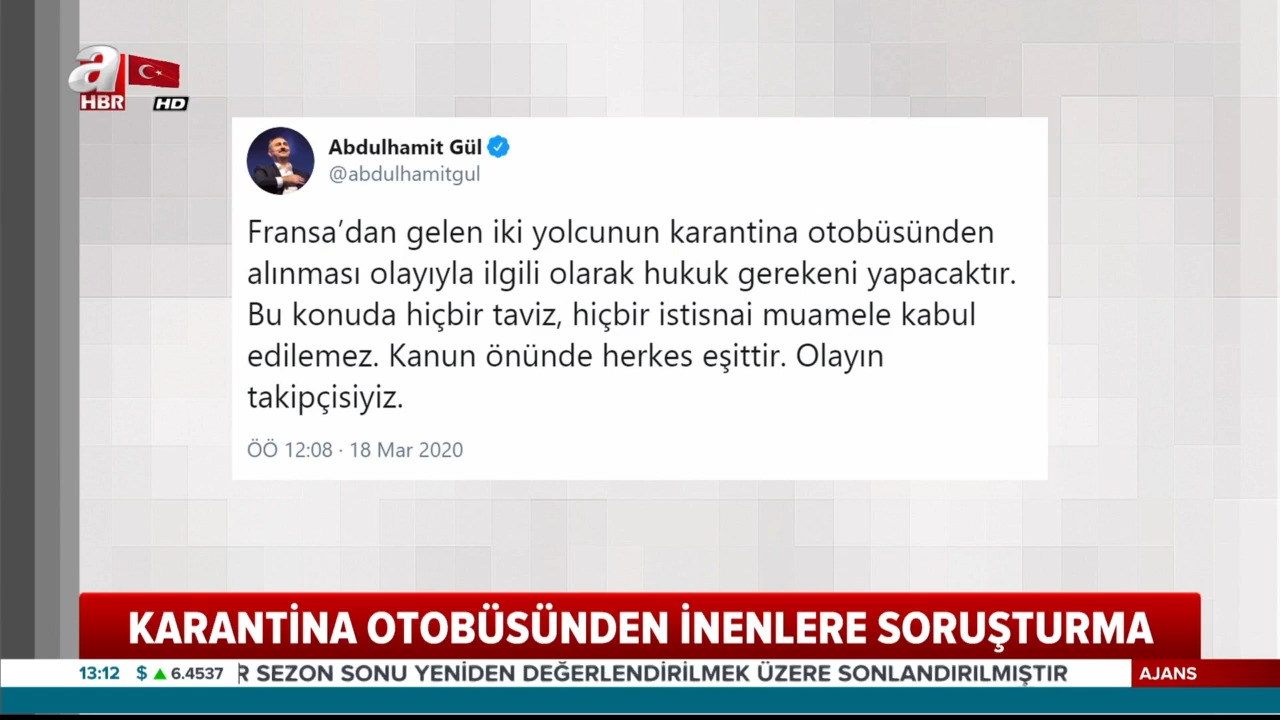 a
HBR
HD
Abdulhamit Gül
@abdulhamitgul
Fransa’dan gelen iki yolcunun karantina otobüsünden
alınması olayıyla ilgili olarak hukuk gerekeni yapacaktır.
Bu konuda hiçbir taviz, hiçbir istisnai muamele kabul
edilemez. Kanun önünde herkes eşittir. Olayın
takipçisiyiz.
ÖÖ 12:08 · 18 Mar 2020
KARANTİNA OTOBÜSÜNDEN İNENLERE SORUŞTURMA
13:12 $ ▲ 6.4537 R SEZON SONU YENİDEN DEĞERLENDİRİLMEK ÜZERE SONLANDIRILMIŞTIR AJANS